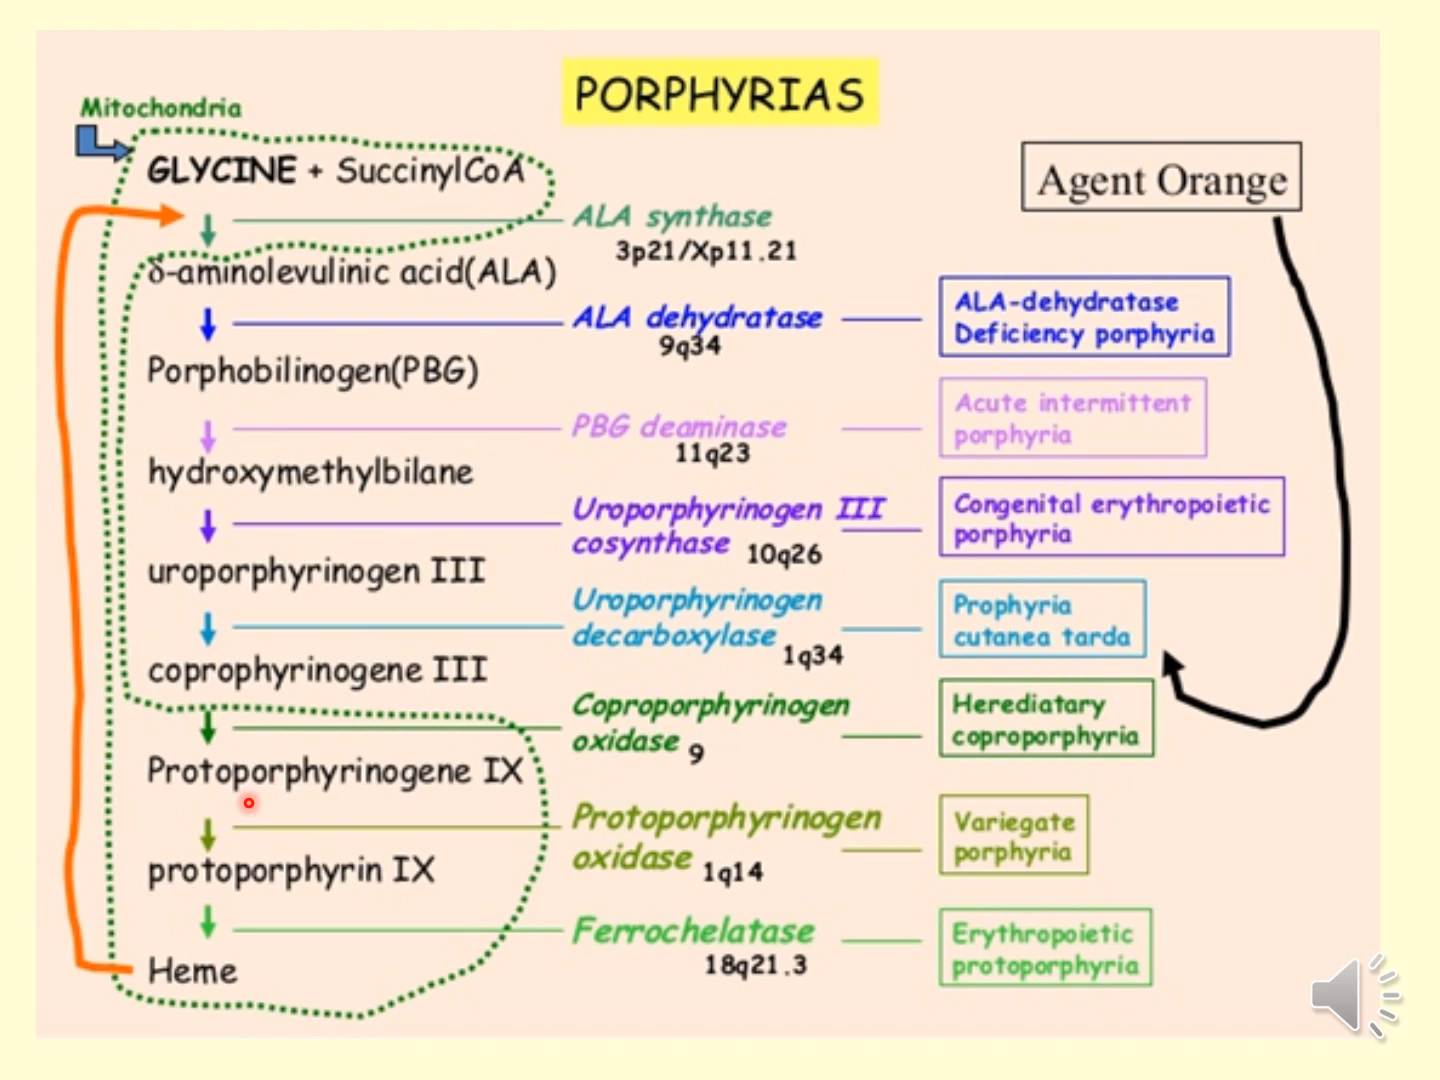 PORPHYRIAS
Mitochondria
GLYCINE + SuccinylCoA
Agent Orange
ALA synthase
3p21/Xp11.21
δ-aminolevulinic acid(ALA)
ALA dehydratase
9q34
ALA-dehydratase
Deficiency porphyria
Porphobilinogen(PBG)
PBG deaminase
11q23
Acute intermittent
porphyria
hydroxymethylbilane
Uroporphyrinogen III
cosynthase 10q26
Congenital erythropoietic
porphyria
uroporphyrinogen III
Uroporphyrinogen
decarboxylase 1q34
Prophyria
cutanea tarda
coprophyrinogene III
Coproporphyrinogen
oxidase 9
Herediatary
coproporphyria
Protoporphyrinogene IX
Protoporphyrinogen
oxidase 1q14
Variegate
porphyria
protoporphyrin IX
Ferrochelatase
18q21.3
Erythropoietic
protoporphyria
Heme